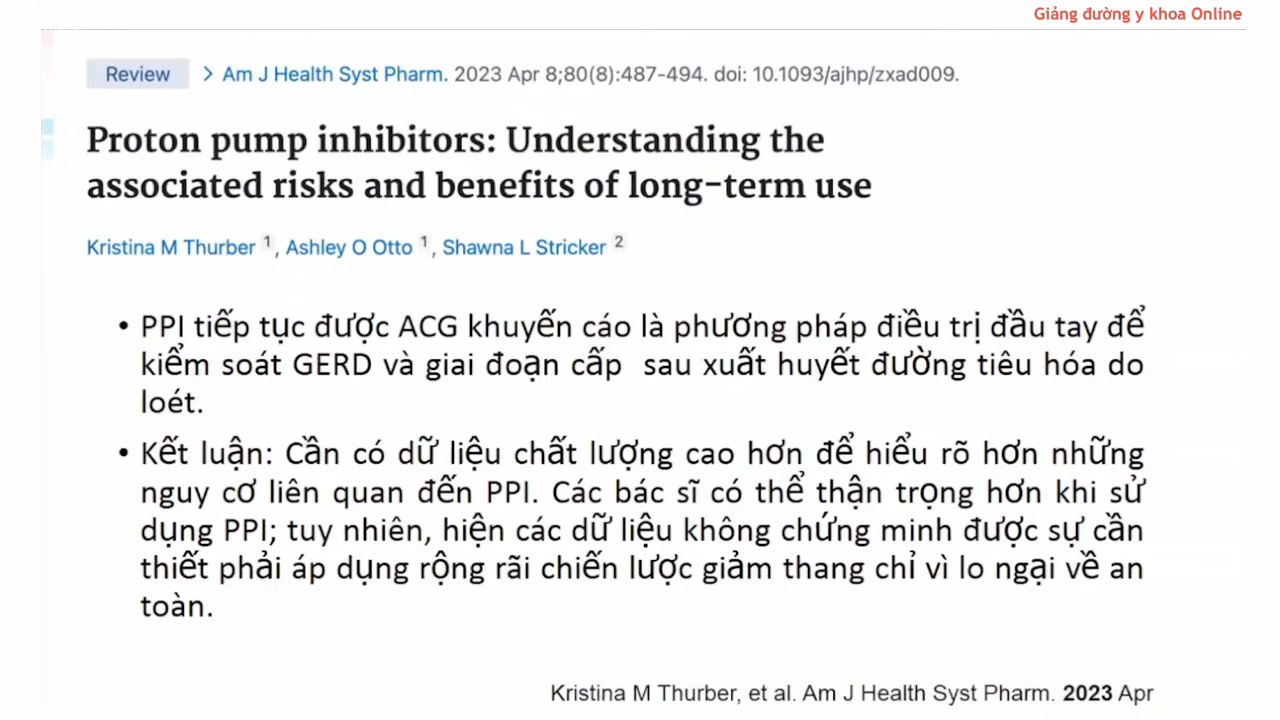 Giảng đường y khoa Online
Review > Am J Health Syst Pharm. 2023 Apr 8;80(8):487-494. doi: 10.1093/ajhp/zxad009.
Proton pump inhibitors: Understanding the
associated risks and benefits of long-term use
Kristina M Thurber 1, Ashley O Otto 1, Shawna L Stricker 2
• PPI tiếp tục được ACG khuyến cáo là phương pháp điều trị đầu tay để
kiểm soát GERD và giai đoạn cấp sau xuất huyết đường tiêu hóa do
loét.
• Kết luận: Cần có dữ liệu chất lượng cao hơn để hiểu rõ hơn những
nguy cơ liên quan đến PPI. Các bác sĩ có thể thận trọng hơn khi sử
dụng PPI; tuy nhiên, hiện các dữ liệu không chứng minh được sự cần
thiết phải áp dụng rộng rãi chiến lược giảm thang chỉ vì lo ngại về an
toàn.
Kristina M Thurber, et al. Am J Health Syst Pharm. 2023 Apr